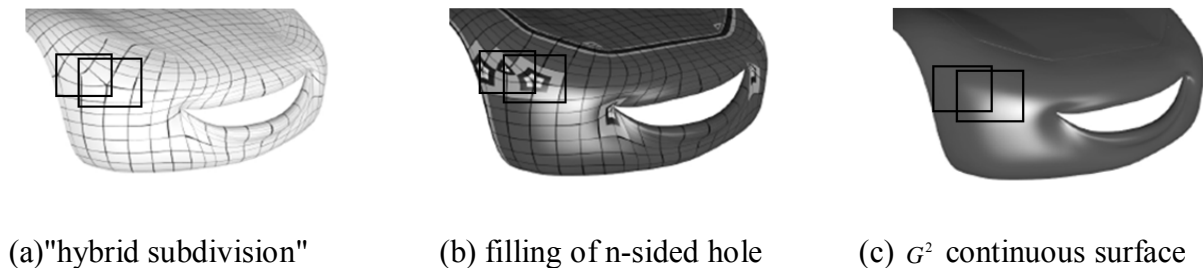 (a)"hybrid subdivision" (b) filling of n-sided hole (c) G² continuous surface